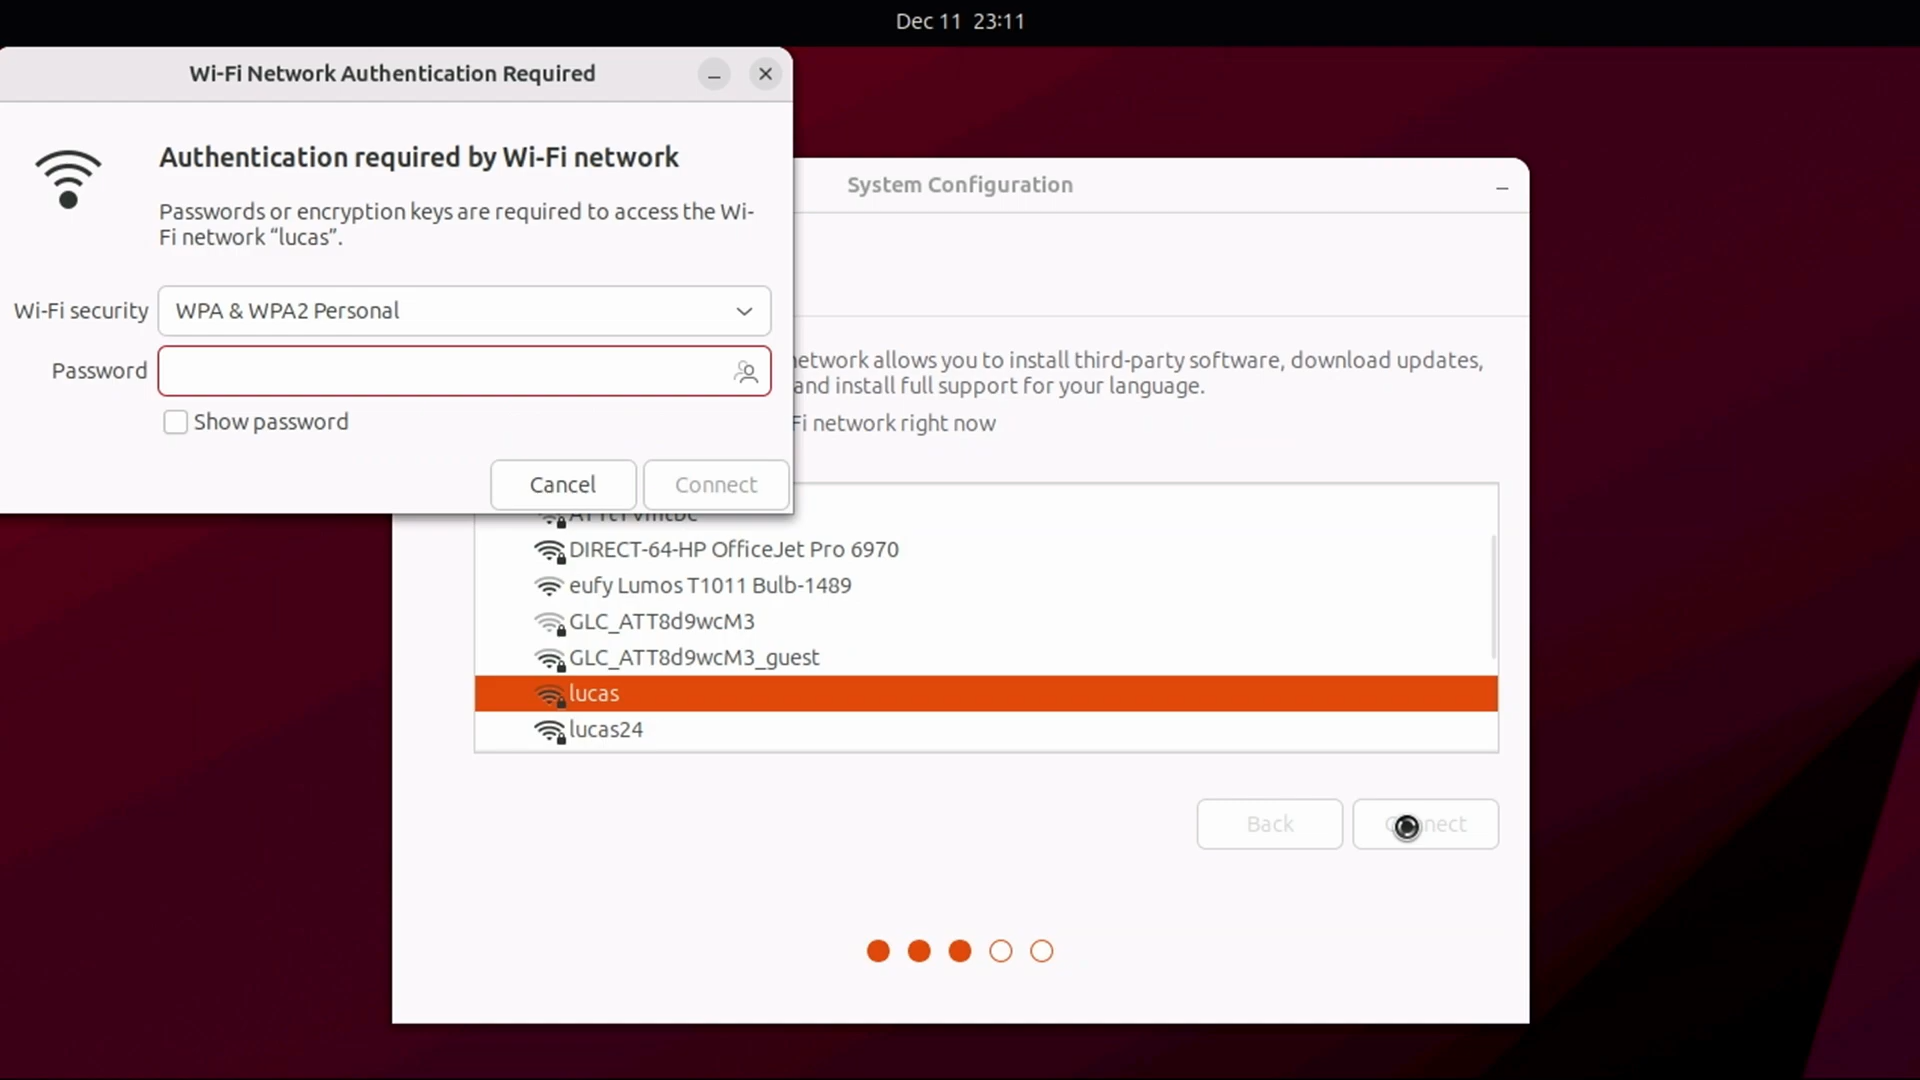 Dec 11 23:11
Wi-Fi Network Authentication Required
Authentication required by Wi-Fi network
Passwords or encryption keys are required to access the Wi-
Fi network “lucas”.
Wi-Fi security
WPA & WPA2 Personal
Password
Show password
Cancel
Connect
System Configuration
network allows you to install third-party software, download updates,
and install full support for your language.
Fi network right now
DIRECT-64-HP OfficeJet Pro 6970
eufy Lumos T1011 Bulb-1489
GLC_ATT8d9wcM3
GLC_ATT8d9wcM3_guest
lucas
lucas24
Back
Connect